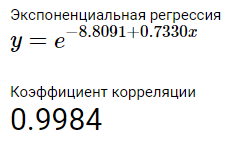 Экспоненциальная регрессия
y = e^{-8.8091+0.7330x}
Коэффициент корреляции
0.9984